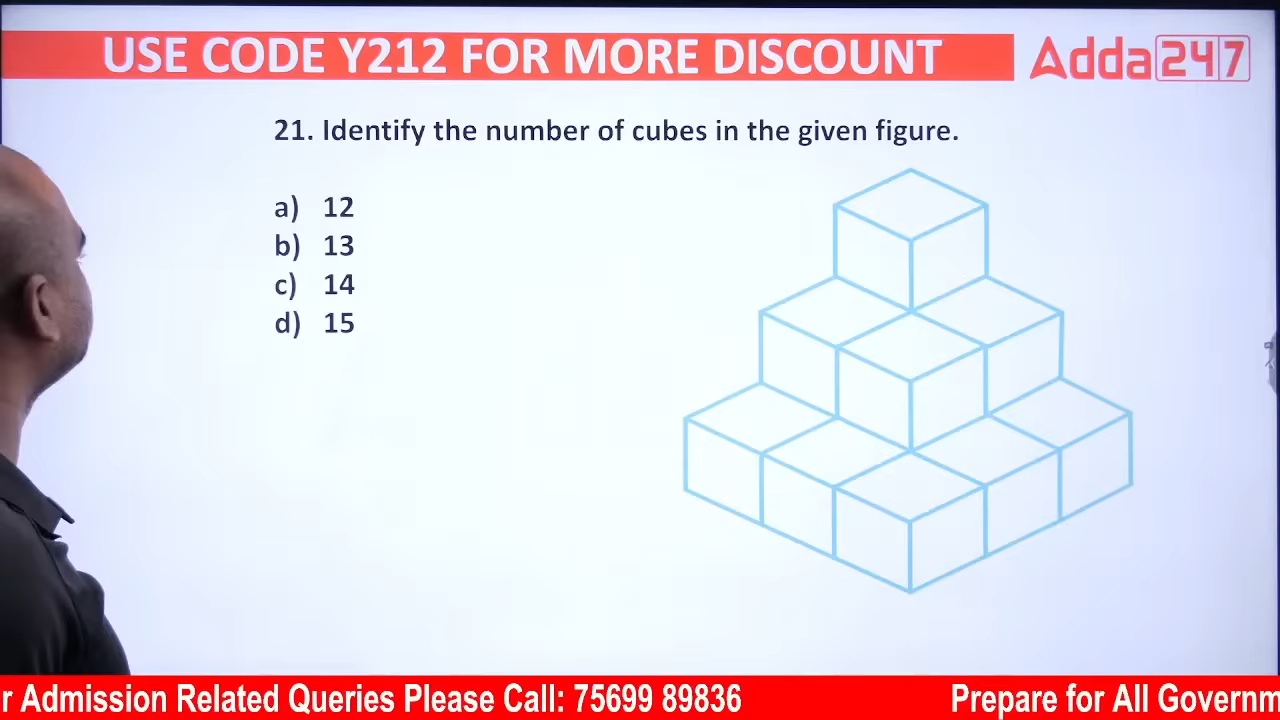 USE CODE Y212 FOR MORE DISCOUNT
Adda247
21. Identify the number of cubes in the given figure.
a) 12
b) 13
c) 14
d) 15
r Admission Related Queries Please Call: 75699 89836
Prepare for All Governm